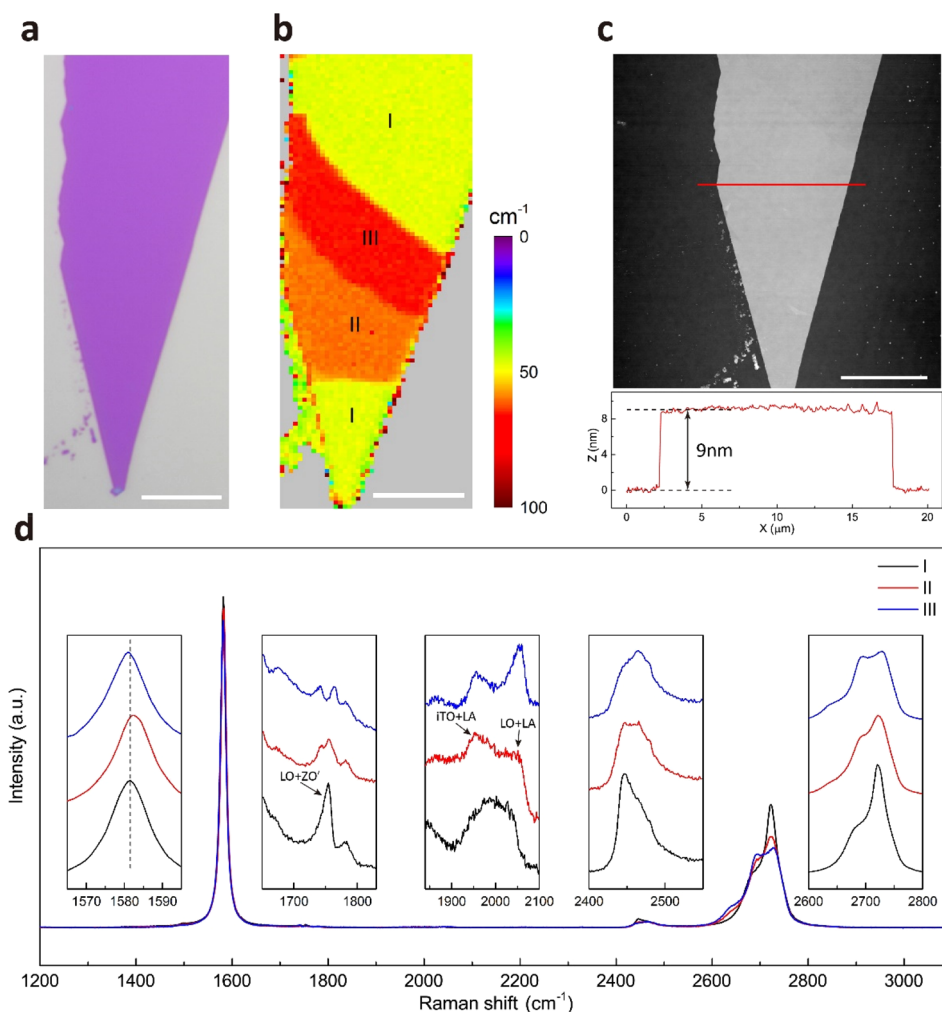 a
b
c
I
III
II
I
cm⁻¹
0
50
100
8
4
0
Z (nm)
9nm
0 5 10 15 20
X (μm)
d
I
II
III
iTO+LA
LO+LA
LO+ZO′
Intensity (a.u.)
1570 1580 1590
1700 1800
1900 1950 2000 2050 2100
2400 2500
2600 2700 2800
1200 1400 1600 1800 2000 2200 2400 2600 2800 3000
Raman shift (cm⁻¹)